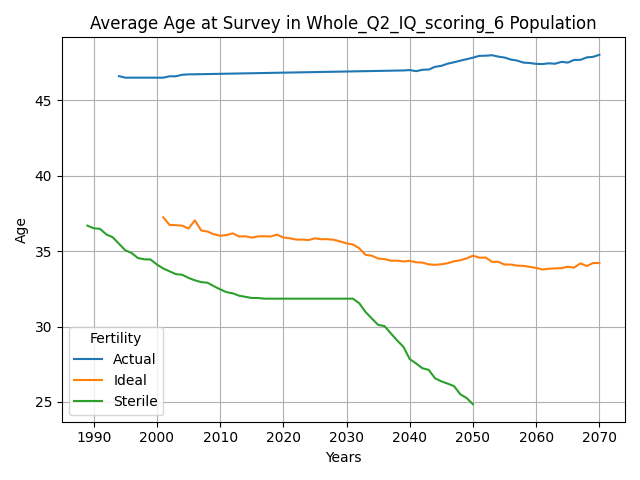 Average Age at Survey in Whole_Q2_IQ_scoring_6 Population
Age
45
40
35
30
25
Fertility
Actual
Ideal
Sterile
1990 2000 2010 2020 2030 2040 2050 2060 2070
Years